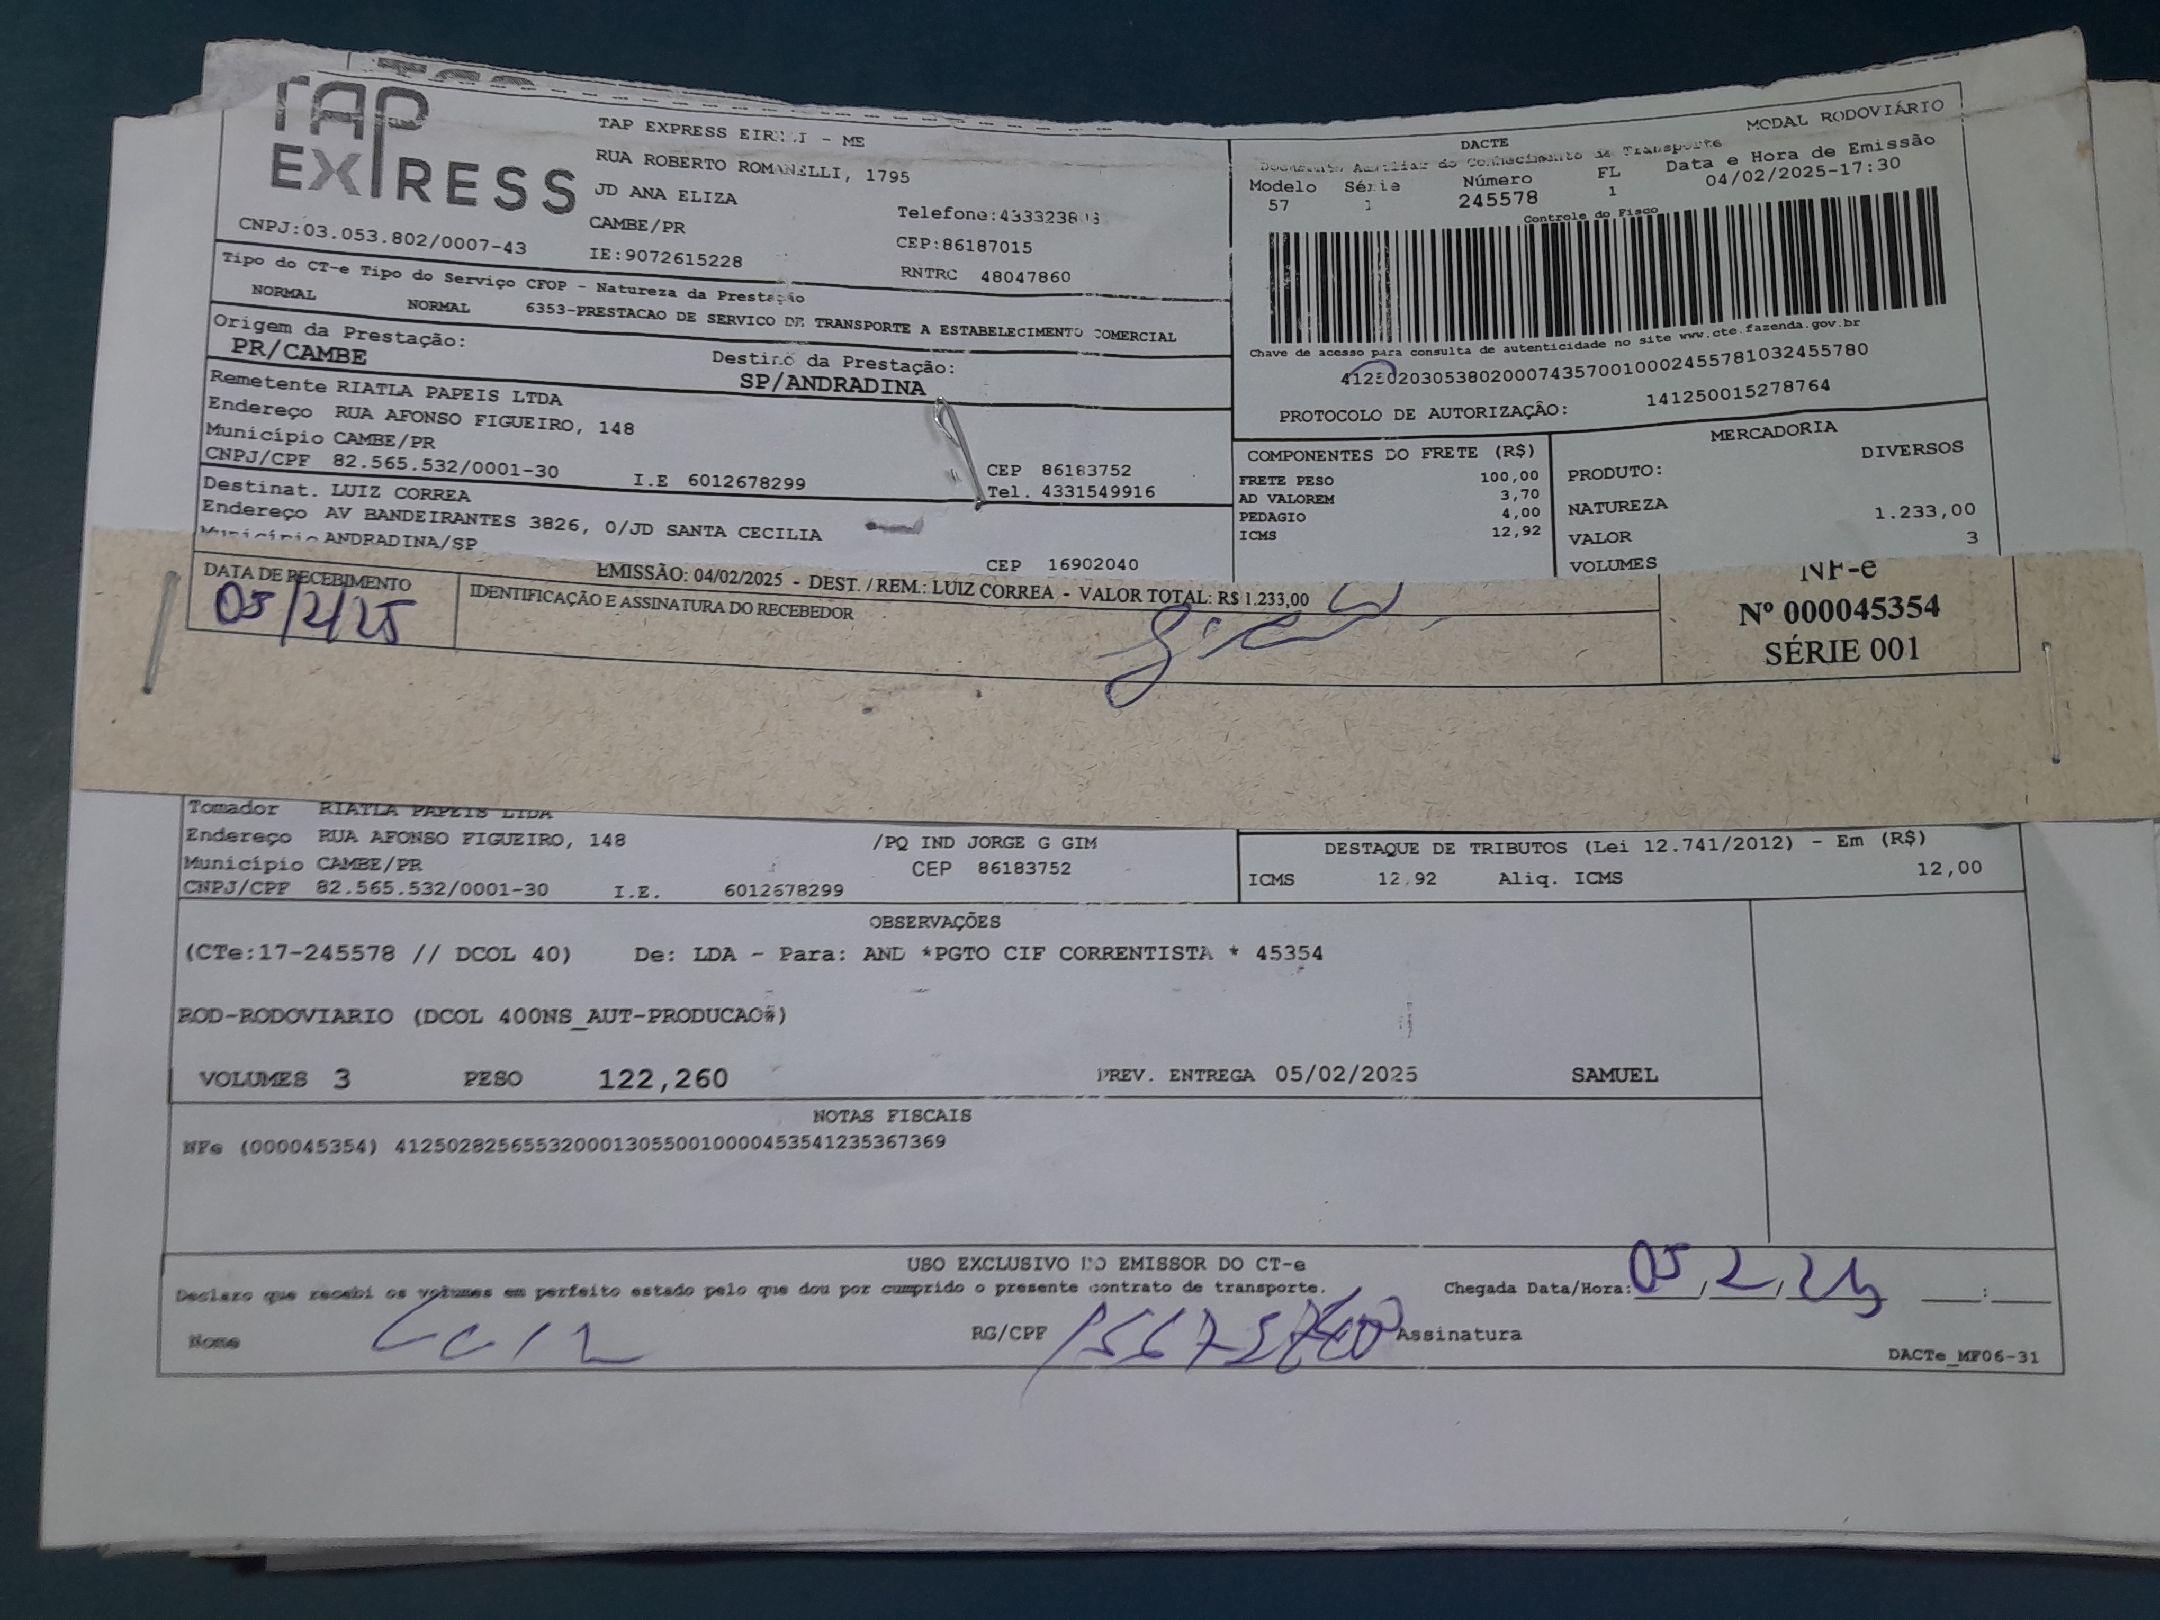 TAP
EXPRESS
TAP EXPRESS - ME
RUA ROBERTO ROMANELLI, 1795
JD ANA ELIZA
CAMBE/PR
IE:9072615228
CEP:86187015
RNTRC 48047860
CNPJ:03.053.802/0007-43
DACTE
MODAL RODOVIÁRIO
Documento Auxiliar do Conhecimento de Transporte
Modelo Série Número FL Data e Hora de Emissão
57 1 245578 1 04/02/2025-17:30
Controle do Fisco
Chave de acesso para consulta de autenticidade no site www.cte.fazenda.gov.br
41250203053802000743570010002455781032455780
PROTOCOLO DE AUTORIZAÇÃO: 141250015278764
Tipo do CT-e Tipo do Serviço CFOP - Natureza da Prestação
NORMAL NORMAL 6353-PRESTACAO DE SERVICO DE TRANSPORTE A ESTABELECIMENTO COMERCIAL
Origem da Prestação: Destino da Prestação:
PR/CAMBE SP/ANDRADINA
Remetente RIATLA PAPEIS LTDA
Endereço RUA AFONSO FIGUEIRO, 148
Município CAMBE/PR CEP 86183752
CNPJ/CPF 82.565.532/0001-30 I.E 6012678299 Tel. 4331549916
Destinat. LUIZ CORREA
Endereço AV BANDEIRANTES 3826, 0/JD SANTA CECILIA
Município ANDRADINA/SP CEP 16902040
COMPONENTES DO FRETE (R$)
FRETE PESO 100,00
AD VALOREM 3,70
PEDAGIO 4,00
ICMS 12,92
MERCADORIA
PRODUTO: DIVERSOS
NATUREZA
VALOR 1.233,00
VOLUMES 3
EMISSÃO: 04/02/2025 - DEST. / REM.: LUIZ CORREA - VALOR TOTAL: R$ 1.233,00
DATA DE RECEBIMENTO IDENTIFICAÇÃO E ASSINATURA DO RECEBEDOR
05/2/25
NF-e
Nº 000045354
SÉRIE 001
Tomador RIATLA PAPEIS LTDA
Endereço RUA AFONSO FIGUEIRO, 148 /PQ IND JORGE G GIM
Município CAMBE/PR CEP 86183752
CNPJ/CPF 82.565.532/0001-30 I.E. 6012678299
DESTAQUE DE TRIBUTOS (Lei 12.741/2012) - Em (R$)
ICMS 12,92 Aliq. ICMS 12,00
OBSERVAÇÕES
(CTe:17-245578 // DCOL 40) De: LDA - Para: AND *PGTO CIF CORRENTISTA * 45354
ROD-RODOVIARIO (DCOL 400NS_AUT-PRODUCAO#)
VOLUMES 3 PESO 122,260 PREV. ENTREGA 05/02/2025 SAMUEL
NOTAS FISCAIS
NFe (000045354) 41250282565532000130550010000453541235367369
USO EXCLUSIVO DO EMISSOR DO CT-e
Declaro que recebi os volumes em perfeito estado pelo que dou por cumprido o presente contrato de transporte. Chegada Data/Hora: 05/2/25 :
Nome RG/CPF Assinatura
DACTe_MF06-31